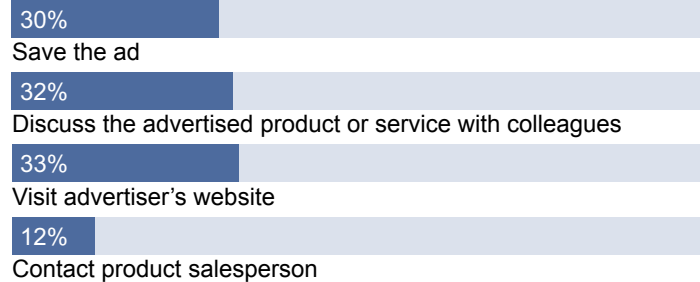 30%
Save the ad
32%
Discuss the advertised product or service with colleagues
33%
Visit advertiser’s website
12%
Contact product salesperson